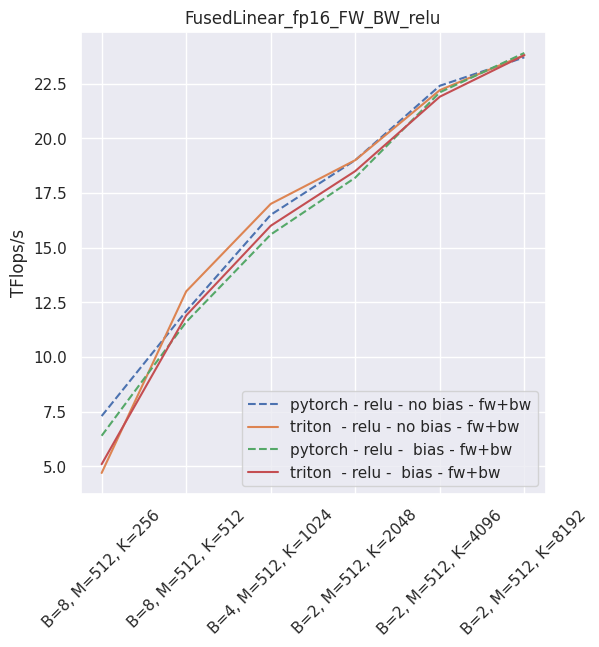 FusedLinear_fp16_FW_BW_relu
TFlops/s
22.5
20.0
17.5
15.0
12.5
10.0
7.5
5.0
pytorch - relu - no bias - fw+bw
triton  - relu - no bias - fw+bw
pytorch - relu -  bias - fw+bw
triton  - relu -  bias - fw+bw
B=8, M=512, K=256
B=8, M=512, K=512
B=4, M=512, K=1024
B=2, M=512, K=2048
B=2, M=512, K=4096
B=2, M=512, K=8192